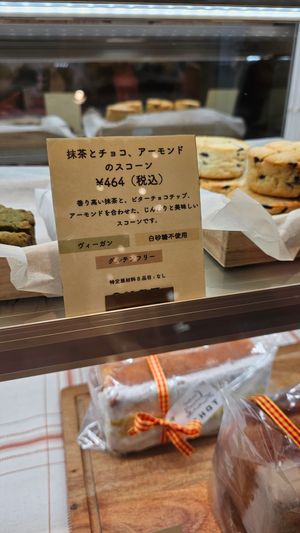 抹茶とチョコ、アーモンド
のスコーン
¥464（税込）
香り高い抹茶と、ビターチョコチップ、
アーモンドを合わせた、じんわりと美味しい
スコーンです。
ヴィーガン
白砂糖不使用
グルテンフリー
特定原材料8品目：なし